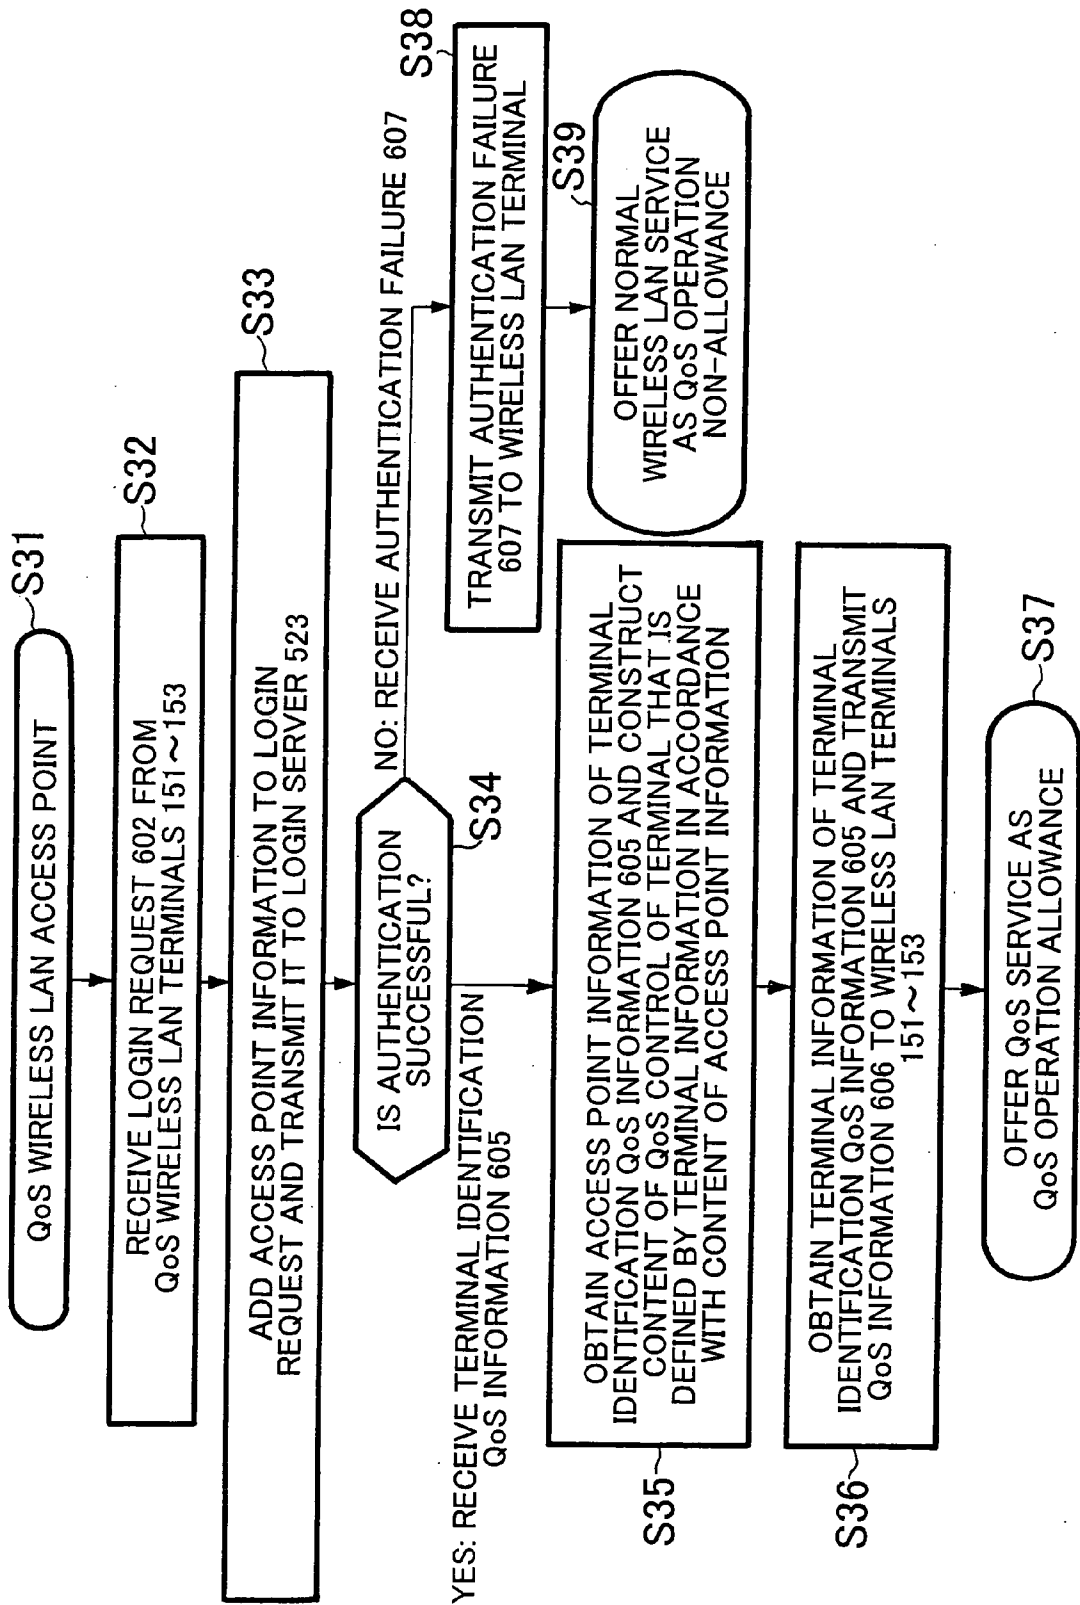 QoS WIRELESS LAN ACCESS POINT
S31
RECEIVE LOGIN REQUEST 602 FROM
QoS WIRELESS LAN TERMINALS 151~153
S32
ADD ACCESS POINT INFORMATION TO LOGIN
REQUEST AND TRANSMIT IT TO LOGIN SERVER 523
S33
IS AUTHENTICATION
SUCCESSFUL?
S34
NO: RECEIVE AUTHENTICATION FAILURE 607
YES: RECEIVE TERMINAL IDENTIFICATION
QoS INFORMATION 605
TRANSMIT AUTHENTICATION FAILURE
607 TO WIRELESS LAN TERMINAL
S38
OFFER NORMAL
WIRELESS LAN SERVICE
AS QoS OPERATION
NON-ALLOWANCE
S39
OBTAIN ACCESS POINT INFORMATION OF TERMINAL
IDENTIFICATION QoS INFORMATION 605 AND CONSTRUCT
CONTENT OF QoS CONTROL OF TERMINAL THAT IS
DEFINED BY TERMINAL INFORMATION IN ACCORDANCE
WITH CONTENT OF ACCESS POINT INFORMATION
S35
OBTAIN TERMINAL INFORMATION OF TERMINAL
IDENTIFICATION QoS INFORMATION 605 AND TRANSMIT
QoS INFORMATION 606 TO WIRELESS LAN TERMINALS
151~153
S36
OFFER QoS SERVICE AS
QoS OPERATION ALLOWANCE
S37